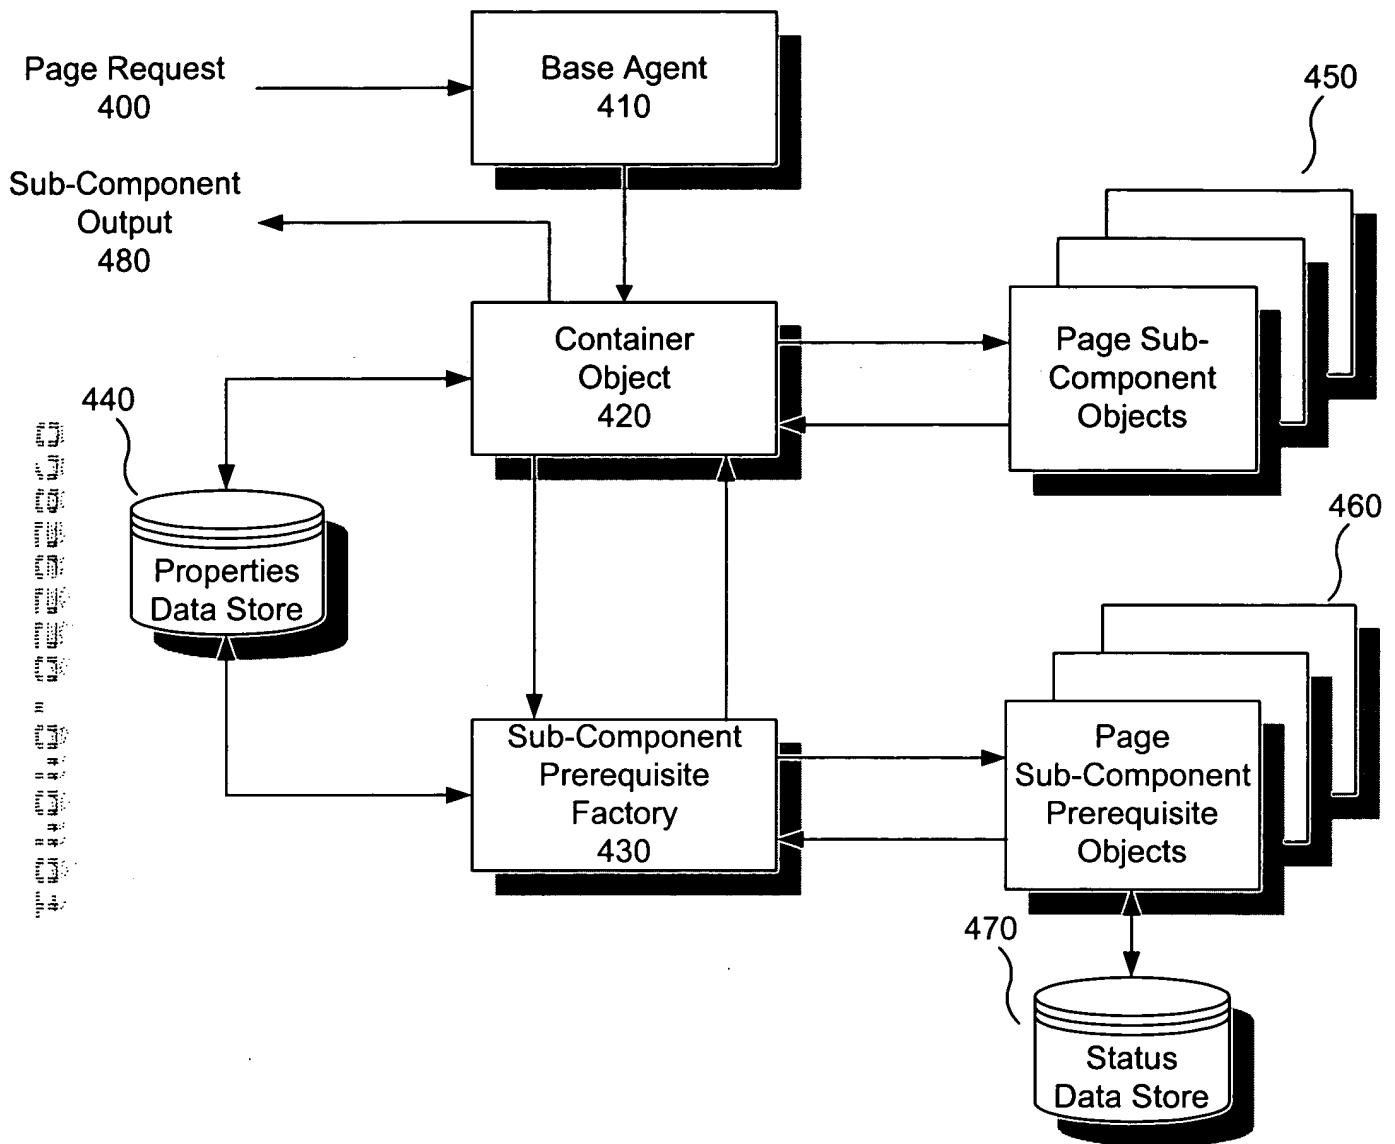 Page Request
400
Base Agent
410
450
Sub-Component
Output
480
Container
Object
420
Page Sub-
Component
Objects
440
Properties
Data Store
460
Sub-Component
Prerequisite
Factory
430
Page
Sub-Component
Prerequisite
Objects
470
Status
Data Store